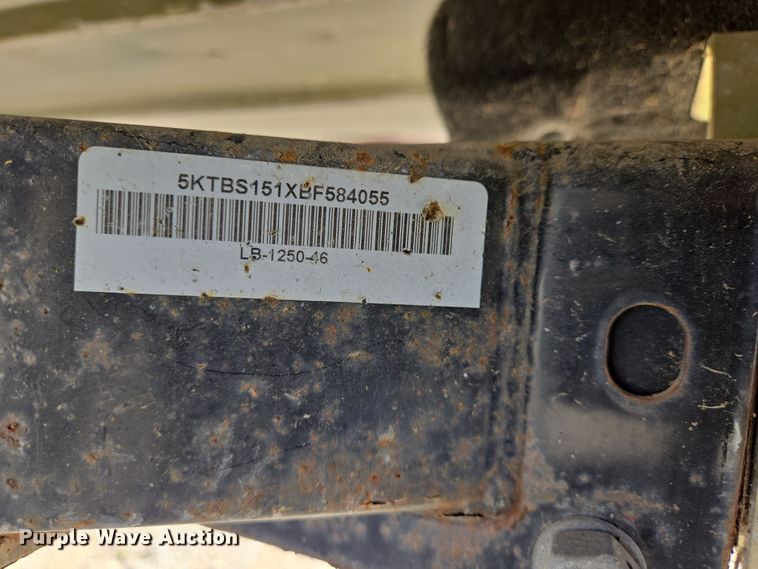 5KTBS151XBF584055
LB-1250-46
Purple Wave Auction